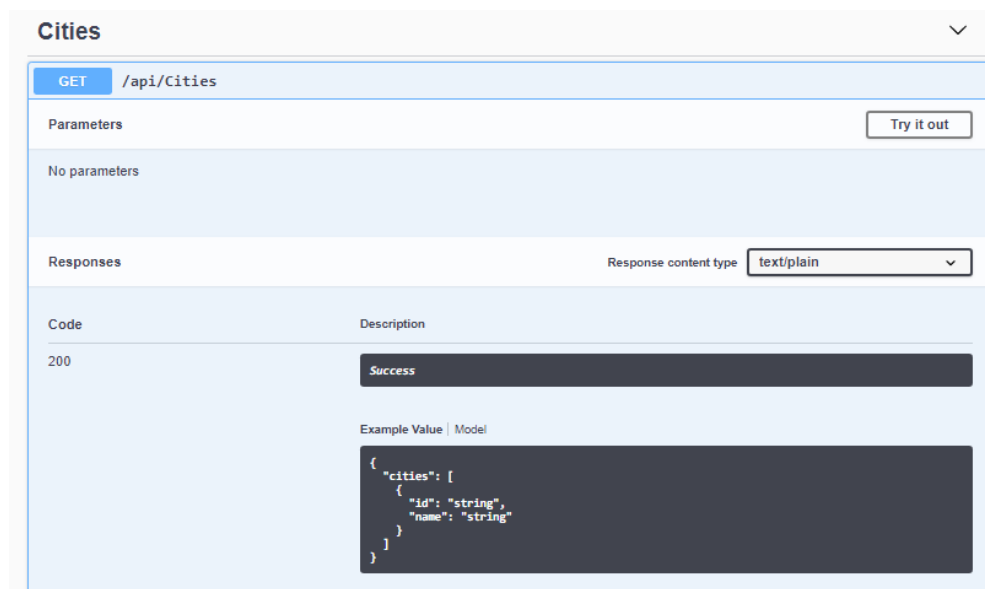 Cities
GET /api/Cities
Parameters Try it out
No parameters
Responses Response content type text/plain
Code Description
200 Success
Example Value Model
{
"cities": [
{
"id": "string",
"name": "string"
}
]
}